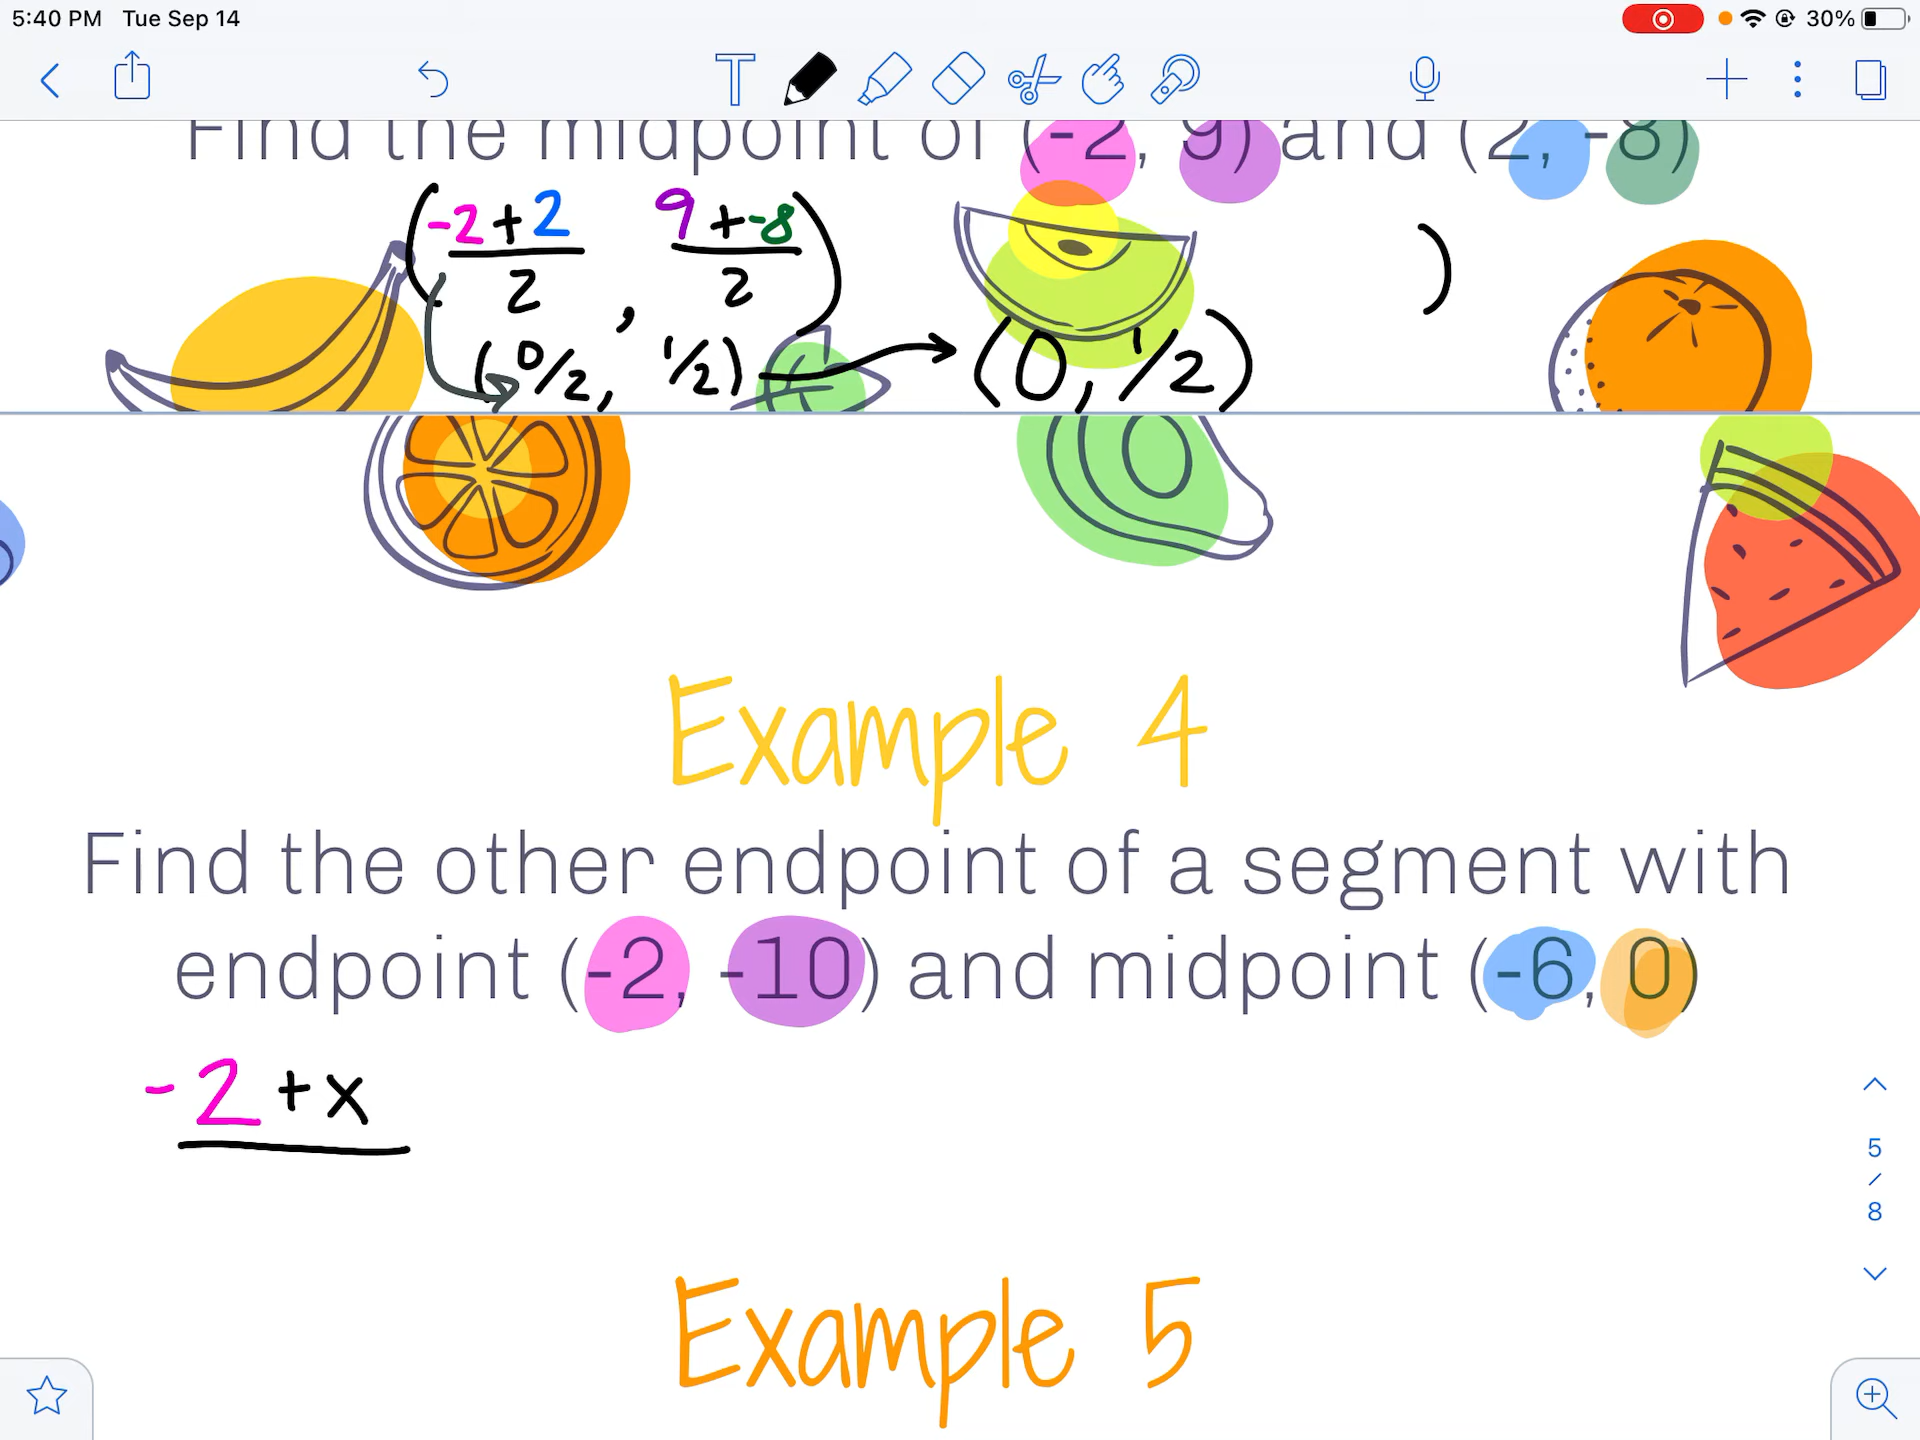 5:40 PM Tue Sep 14 30%
Find the midpoint of (-2, 9) and (2, -8)
(-2+2/2, 9+-8/2)
(0/2, 1/2) → (0, 1/2)
)
Example 4
Find the other endpoint of a segment with
endpoint (-2, -10) and midpoint (-6, 0)
-2 + x
5
/
8
Example 5